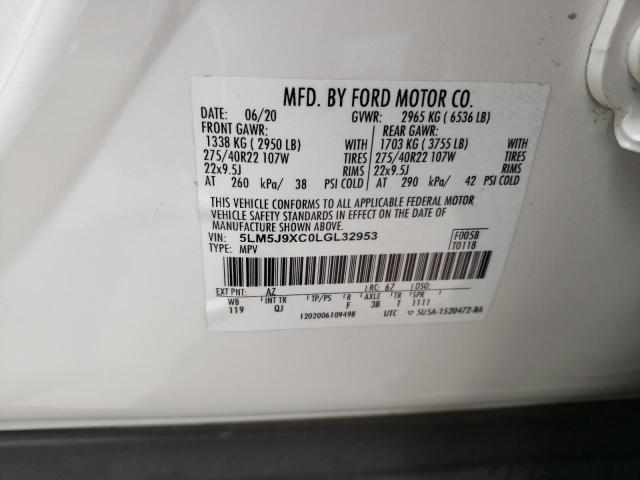 MFD. BY FORD MOTOR CO.
DATE: 06/20 GVWR: 2965 KG ( 6536 LB)
FRONT GAWR: REAR GAWR:
1338 KG ( 2950 LB) WITH 1703 KG ( 3755 LB) WITH
275/40R22 107W TIRES 275/40R22 107W TIRES
22x9.5J RIMS 22x9.5J RIMS
AT 260 kPa/ 38 PSI COLD AT 290 kPa/ 42 PSI COLD
THIS VEHICLE CONFORMS TO ALL APPLICABLE FEDERAL MOTOR
VEHICLE SAFETY STANDARDS IN EFFECT ON THE DATE OF
MANUFACTURE SHOWN ABOVE.
VIN: 5LM5J9XC0LGL32953 F0058
TYPE: MPV T0118
EXT PNT: AZ RC: 67 DSO:
WB INT TR TP/PS R AXLE TR SPR
119 QJ F 3B T 1111
1202006109498 UTC ▽ 5U5A-1520472-BA